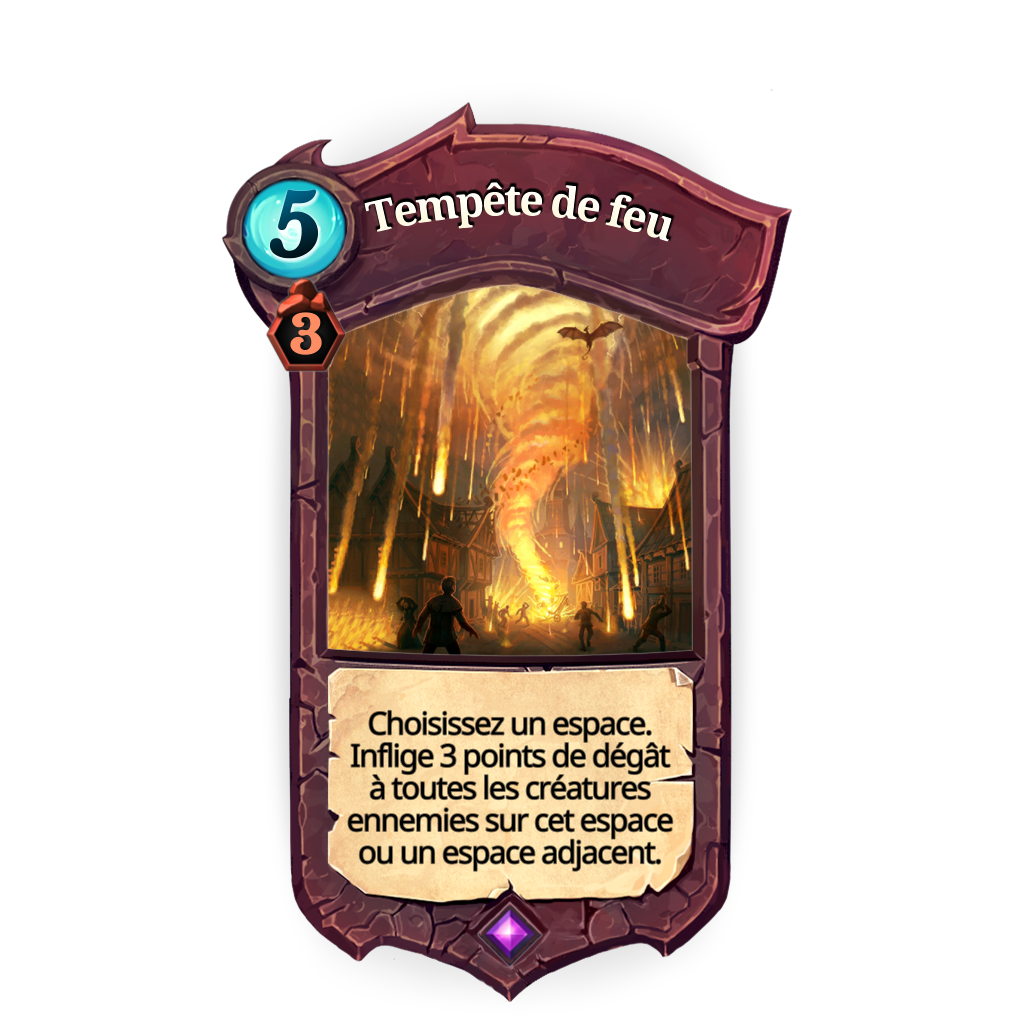 5
Tempête de feu
3
Choisissez un espace.
Inflige 3 points de dégât
à toutes les créatures
ennemies sur cet espace
ou un espace adjacent.